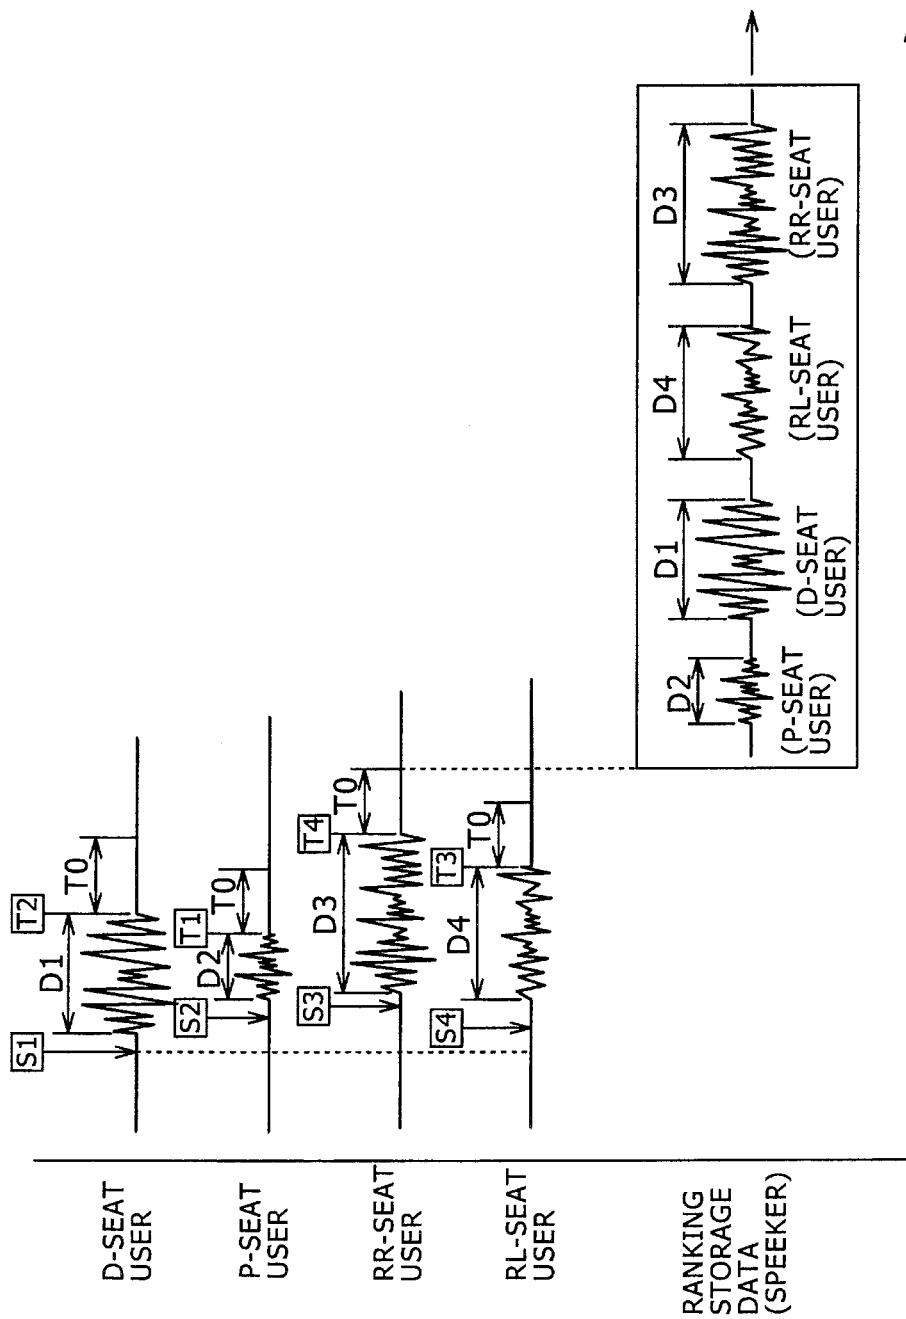 D-SEAT
USER
S1
D1
T2
T0
P-SEAT
USER
S2
D2
T1
T0
RR-SEAT
USER
S3
D3
T4
T0
RL-SEAT
USER
S4
D4
T3
T0
RANKING
STORAGE
DATA
(SPEEKER)
D2
(P-SEAT
USER)
D1
(D-SEAT
USER)
D4
(RL-SEAT
USER)
D3
(RR-SEAT
USER)